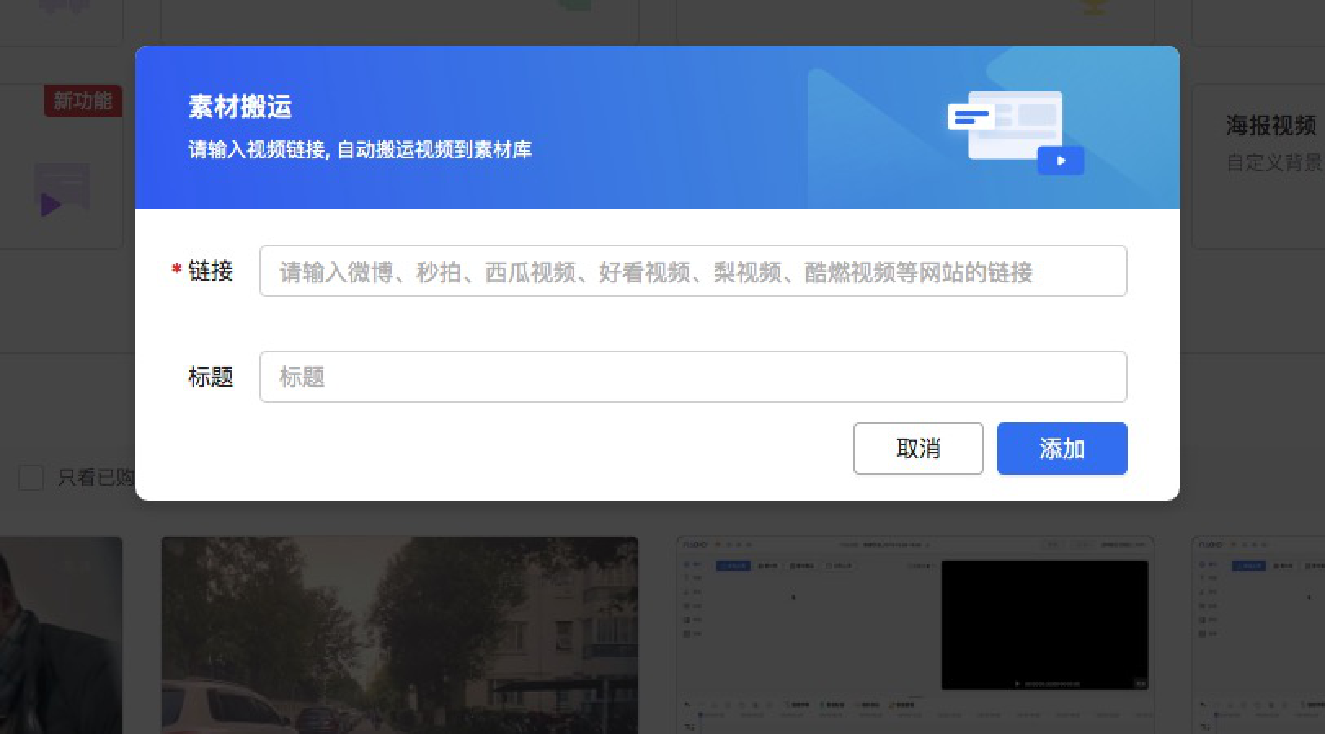 新功能
素材搬运
请输入视频链接, 自动搬运视频到素材库
海报视频
自定义背景
* 链接
请输入微博、秒拍、西瓜视频、好看视频、梨视频、酷燃视频等网站的链接
标题
标题
取消
添加
只看已购